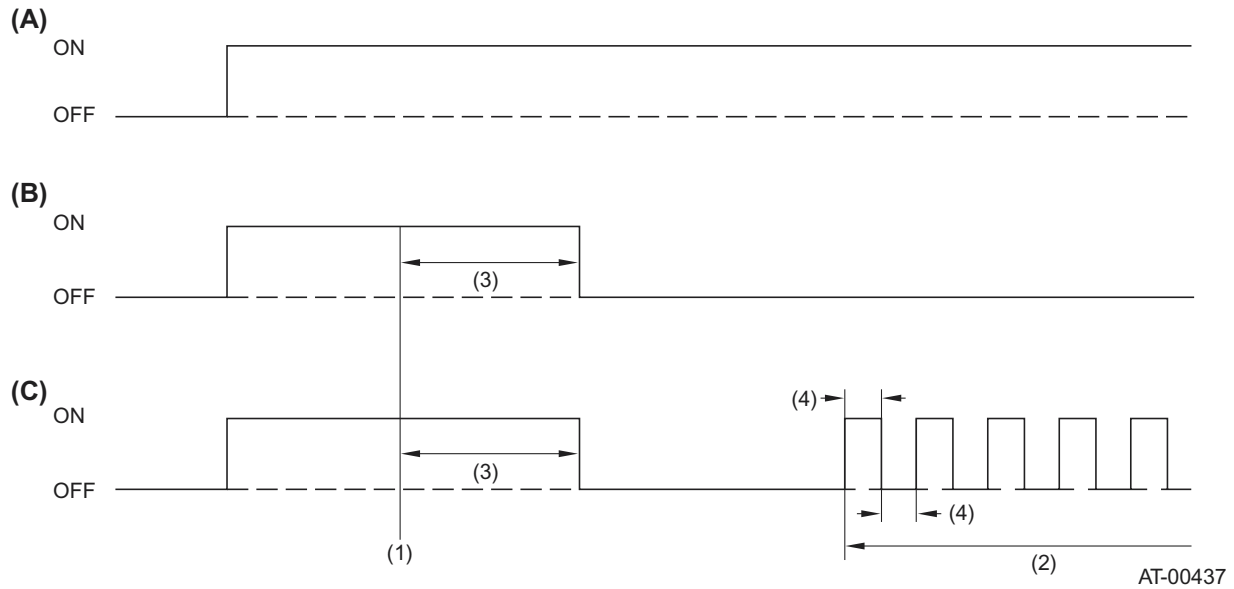 (A)
ON
OFF
(B)
ON
(3)
OFF
(C)
ON
(4)
(3)
OFF
(4)
(1)
(2)
AT-00437